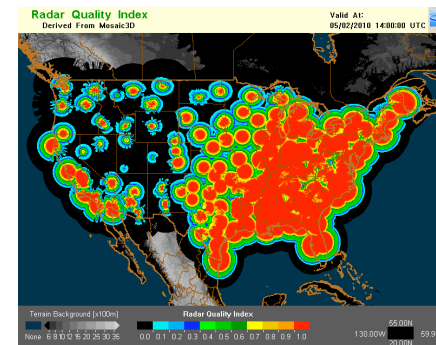 Radar Quality Index
Derived From Mosaic3D
Valid At:
05/02/2010 14:00:00 UTC
Terrain Background [x100m]
None 6 8 10 12 15 20 25 30 35
Radar Quality Index
0.0 0.1 0.2 0.3 0.4 0.5 0.6 0.7 0.8 0.9 1.0
55.00N
130.00W
59.9
20.00N